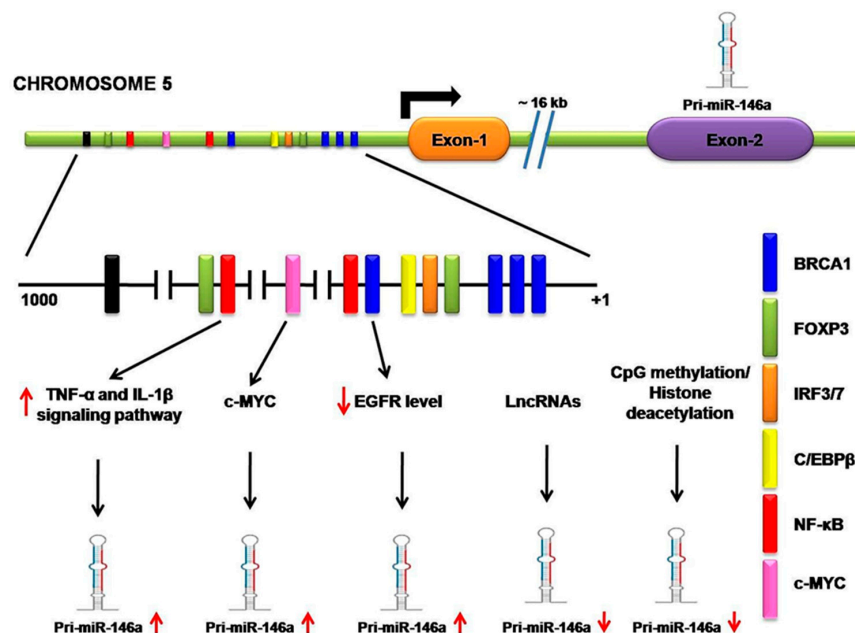 Pri-miR-146a
CHROMOSOME 5
~ 16 kb
Exon-1
Exon-2
1000
+1
TNF-α and IL-1β
signaling pathway
c-MYC
EGFR level
LncRNAs
CpG methylation/
Histone
deacetylation
Pri-miR-146a
Pri-miR-146a
Pri-miR-146a
Pri-miR-146a
Pri-miR-146a
BRCA1
FOXP3
IRF3/7
C/EBPβ
NF-κB
c-MYC